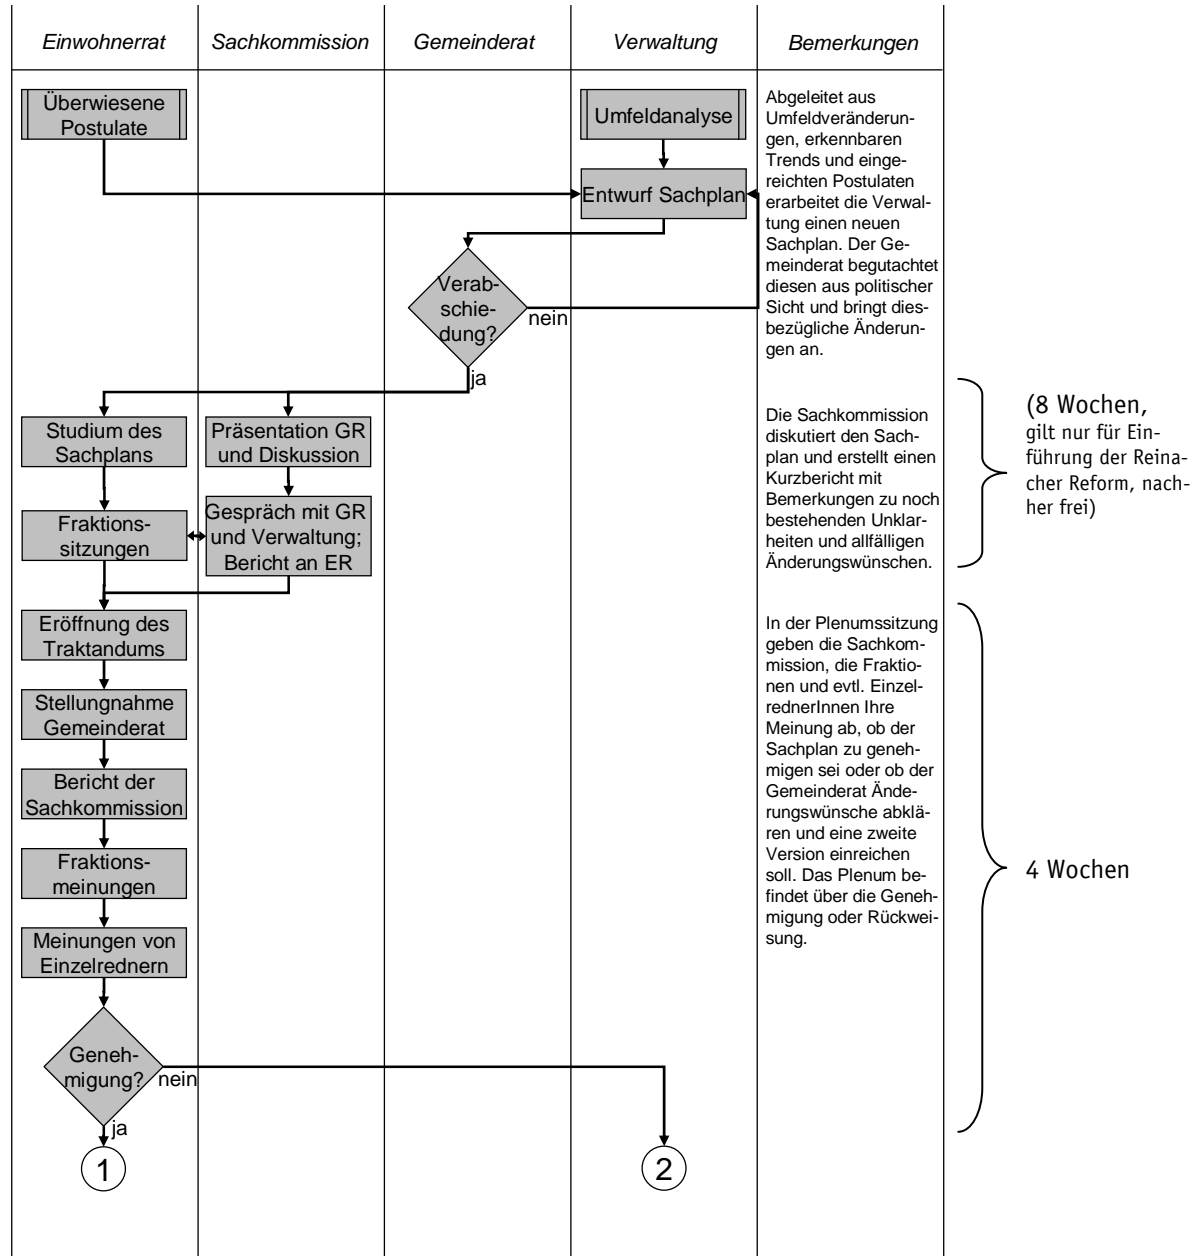 Einwohnerrat
Sachkommission
Gemeinderat
Verwaltung
Bemerkungen
Überwiesene
Postulate
Umfeldanalyse
Entwurf Sachplan
Abgeleitet aus
Umfeldveränderun-
gen, erkennbaren
Trends und einge-
reichten Postulaten
erarbeitet die Verwal-
tung einen neuen
Sachplan. Der Ge-
meinderat begutachtet
diesen aus politischer
Sicht und bringt dies-
bezügliche Änderun-
gen an.
Verab-
schie-
dung?
nein
ja
Studium des
Sachplans
Präsentation GR
und Diskussion
Fraktions-
sitzungen
Gespräch mit GR
und Verwaltung;
Bericht an ER
Die Sachkommission
diskutiert den Sach-
plan und erstellt einen
Kurzbericht mit
Bemerkungen zu noch
bestehenden Unklar-
heiten und allfälligen
Änderungswünschen.
(8 Wochen,
gilt nur für Ein-
führung der Reina-
cher Reform, nach-
her frei)
Eröffnung des
Traktandums
Stellungnahme
Gemeinderat
Bericht der
Sachkommission
Fraktions-
meinungen
Meinungen von
Einzelrednern
In der Plenumssitzung
geben die Sachkom-
mission, die Fraktio-
nen und evtl. Einzel-
rednerInnen Ihre
Meinung ab, ob der
Sachplan zu geneh-
migen sei oder ob der
Gemeinderat Ände-
rungswünsche abklä-
ren und eine zweite
Version einreichen
soll. Das Plenum be-
findet über die Geneh-
migung oder Rückwei-
sung.
4 Wochen
Geneh-
migung?
nein
ja
1
2